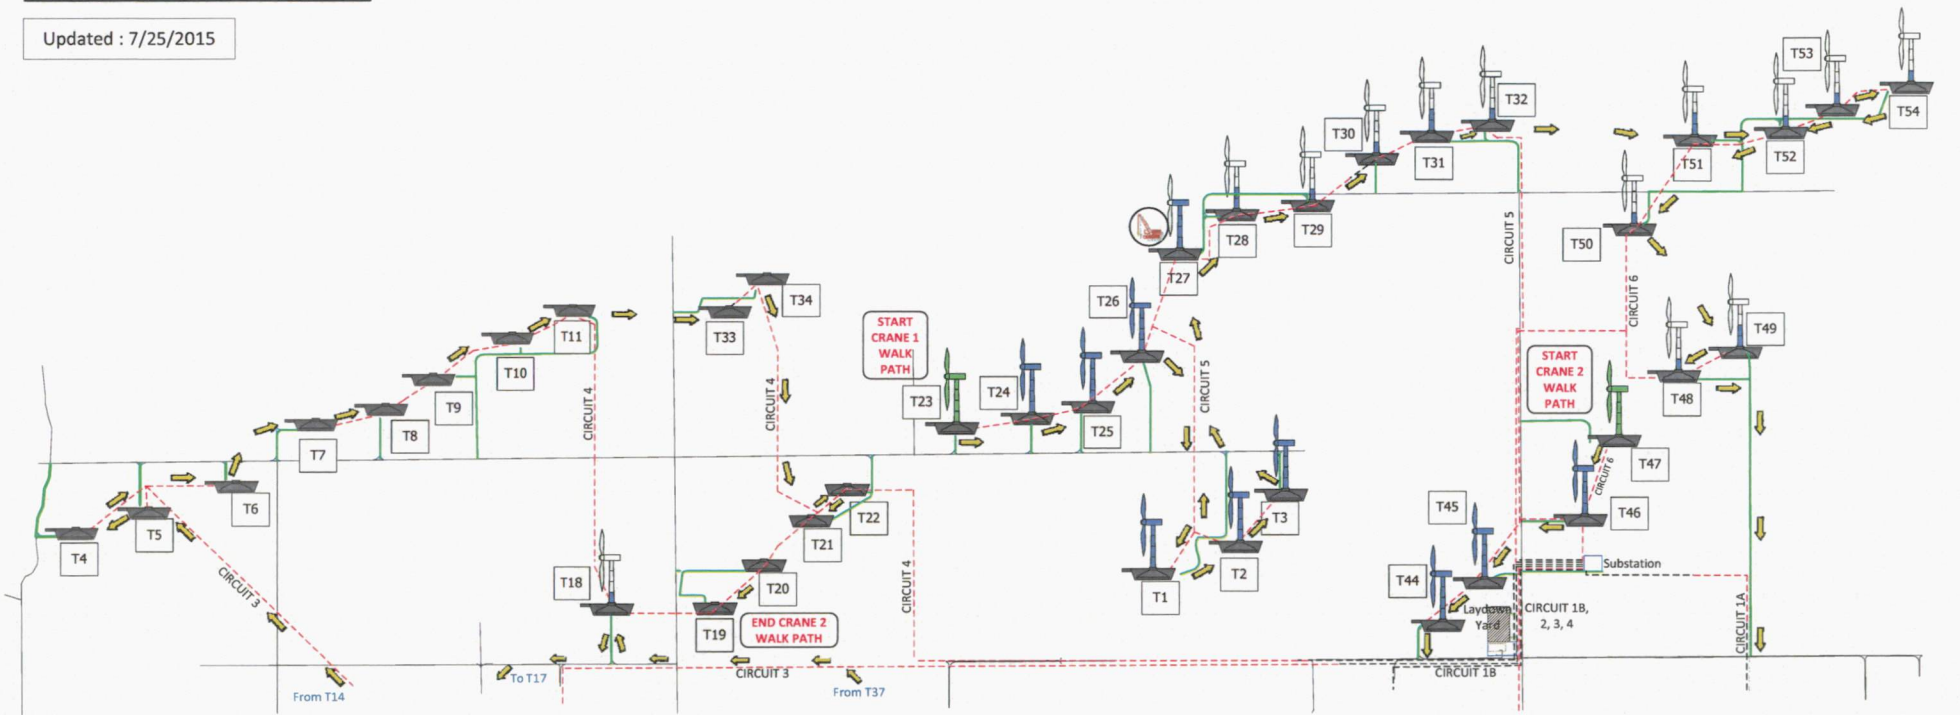 Updated : 7/25/2015
T53
T54
T32
T30
T31
T51
T52
T50
T29
T28
T27
CIRCUIT 5
CIRCUIT 6
T34
T33
T26
T11
T10
T9
T8
T7
START
CRANE 1
WALK
PATH
START
CRANE 2
WALK
PATH
T49
T48
T23
T24
T25
CIRCUIT 4
CIRCUIT 4
CIRCUIT 5
T47
CIRCUIT 6
T46
T45
T44
T4
T5
T6
T22
T21
T20
T19
T18
T3
T2
T1
CIRCUIT 3
CIRCUIT 4
Substation
Laydown
Yard
CIRCUIT 1B,
2, 3, 4
CIRCUIT 1A
END CRANE 2
WALK PATH
CIRCUIT 3
CIRCUIT 1B
To T17
From T14
From T37